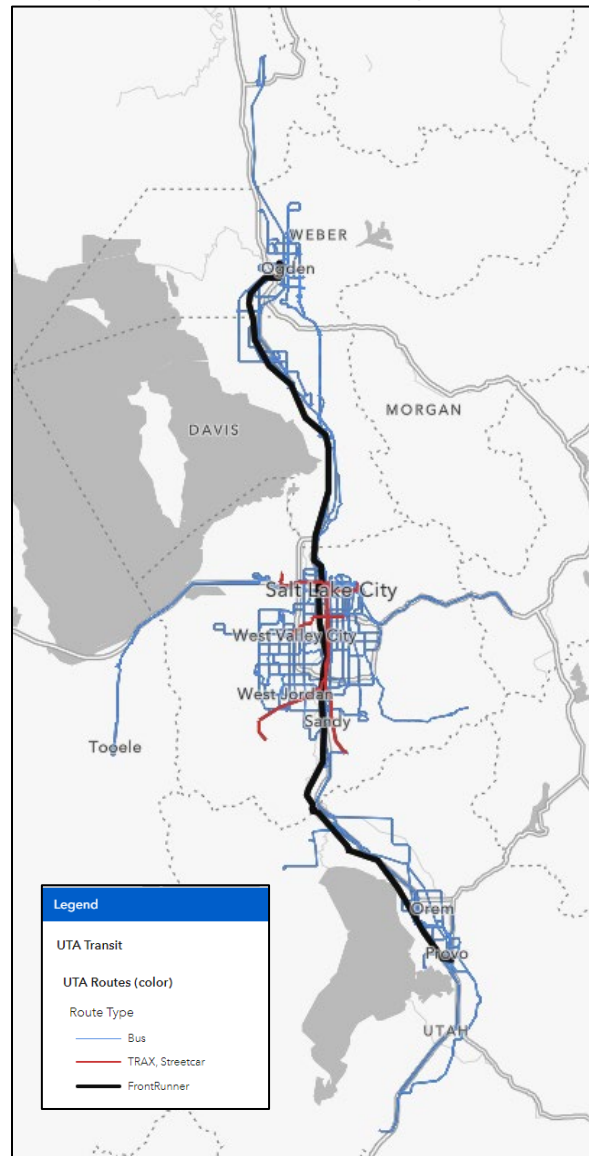 WEBER
Ogden
MORGAN
DAVIS
Salt Lake City
West Valley City
West Jordan
Sandy
Tooele
Legend
UTA Transit
UTA Routes (color)
Route Type
Bus
TRAX, Streetcar
FrontRunner
Orem
Provo
UTAH